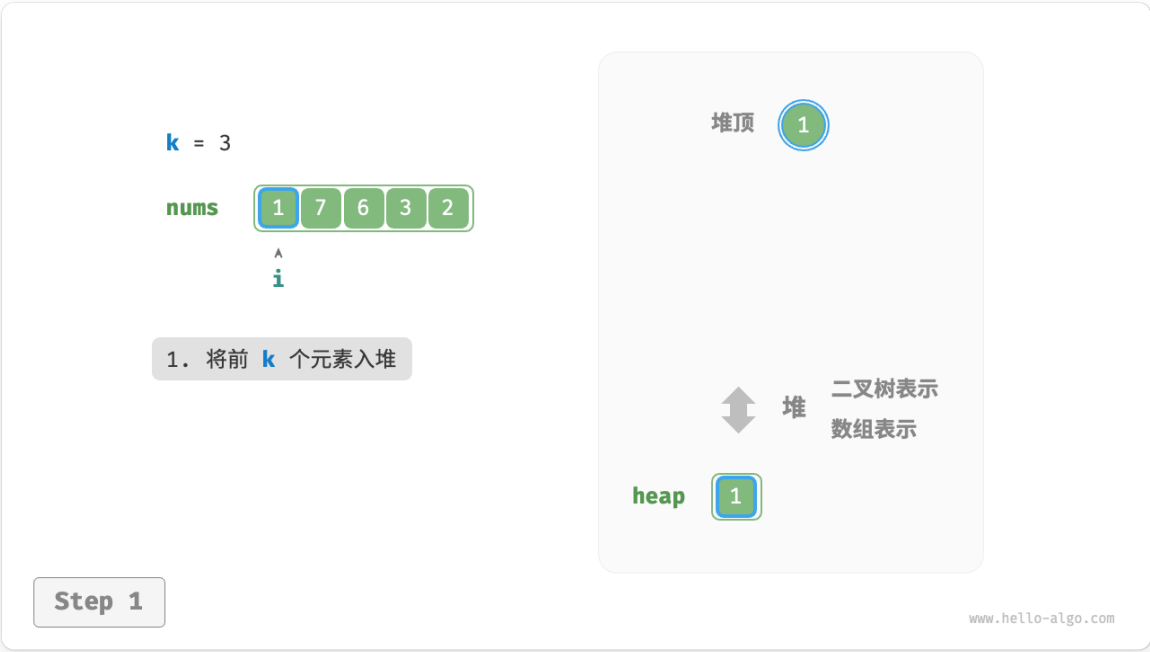 k = 3
nums 1 7 6 3 2
i
1. 将前 k 个元素入堆
Step 1
堆顶 1
堆 二叉树表示
数组表示
heap 1
www.hello-algo.com